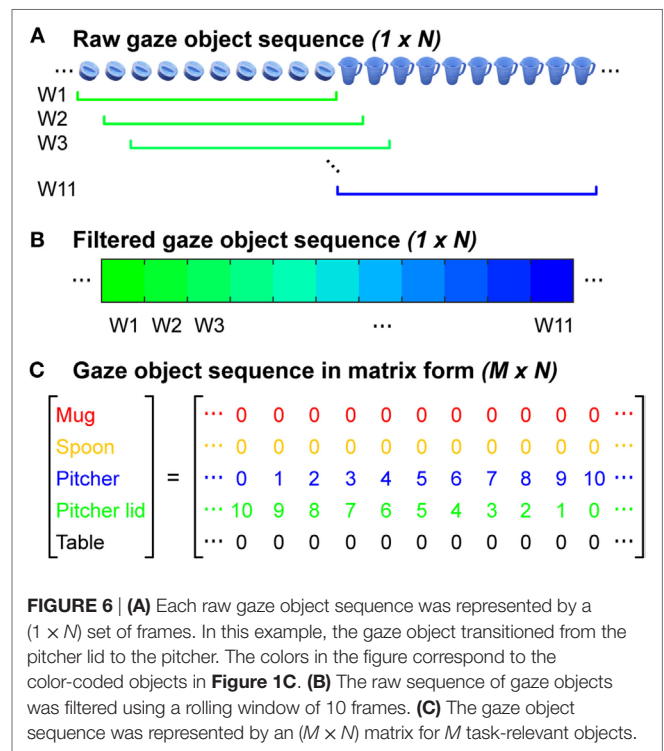 A Raw gaze object sequence (1 x N)
... ...
W1
W2
W3
...
W11
B Filtered gaze object sequence (1 x N)
... ...
W1 W2 W3 ... W11
C Gaze object sequence in matrix form (M x N)
Mug ... 0 0 0 0 0 0 0 0 0 0 0 ...
Spoon ... 0 0 0 0 0 0 0 0 0 0 0 ...
Pitcher = ... 0 1 2 3 4 5 6 7 8 9 10 ...
Pitcher lid ... 10 9 8 7 6 5 4 3 2 1 0 ...
Table ... 0 0 0 0 0 0 0 0 0 0 0 ...
FIGURE 6 | (A) Each raw gaze object sequence was represented by a
(1 × N) set of frames. In this example, the gaze object transitioned from the
pitcher lid to the pitcher. The colors in the figure correspond to the
color-coded objects in Figure 1C. (B) The raw sequence of gaze objects
was filtered using a rolling window of 10 frames. (C) The gaze object
sequence was represented by an (M × N) matrix for M task-relevant objects.